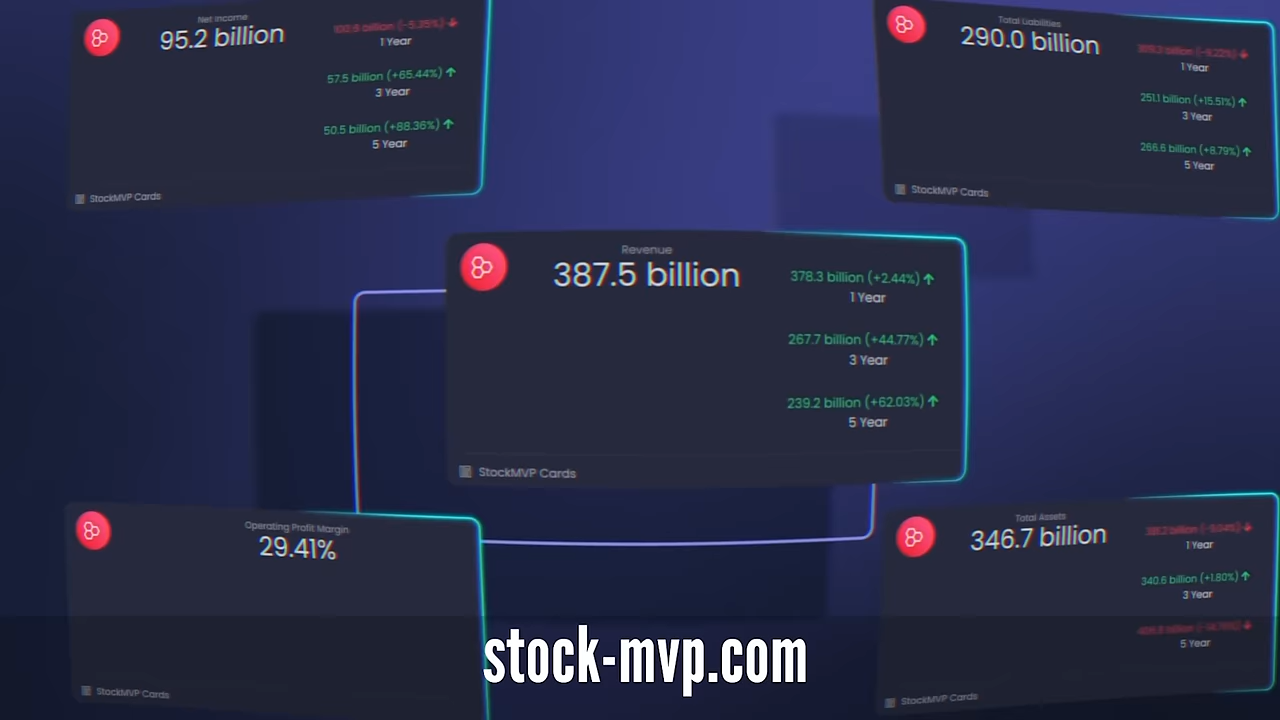 Net Income
95.2 billion
100.6 billion (-5.35%)
1 Year
57.5 billion (+65.44%)
3 Year
50.5 billion (+88.36%)
5 Year
StockMVP Cards
Total Liabilities
290.0 billion
1 Year
251.1 billion (+15.51%)
3 Year
266.6 billion (+8.79%)
5 Year
StockMVP Cards
Revenue
387.5 billion
378.3 billion (+2.44%)
1 Year
267.7 billion (+44.77%)
3 Year
239.2 billion (+62.03%)
5 Year
StockMVP Cards
Operating Profit Margin
29.41%
StockMVP Cards
Total Assets
346.7 billion
1 Year
340.6 billion (+1.80%)
3 Year
5 Year
StockMVP Cards
stock-mvp.com